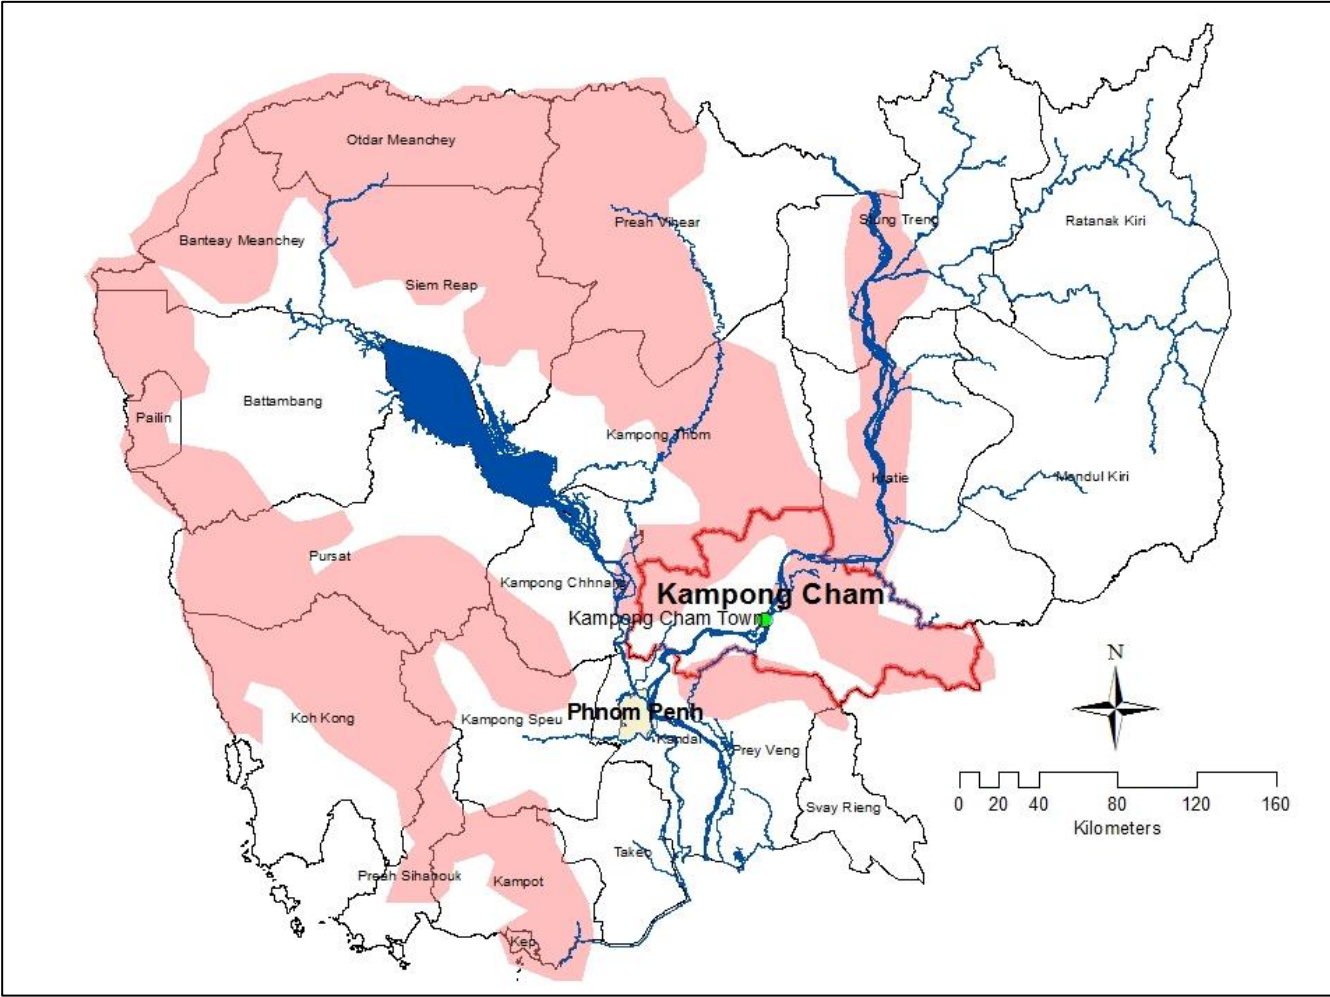 Otdar Meanchey
Banteay Meanchey
Preah Vihear
Stung Treng
Ratanak Kiri
Siem Reap
Battambang
Pailin
Kampong Thom
Kratie
Mondul Kiri
Pursat
Kampong Chhnang
Kampong Cham
Kampong Cham Town
N
Koh Kong
Kampong Speu
Phnom Penh
Kandal
Prey Veng
Svay Rieng
0 20 40 80 120 160
Kilometers
Takeo
Preah Sihanouk
Kampot
Kep